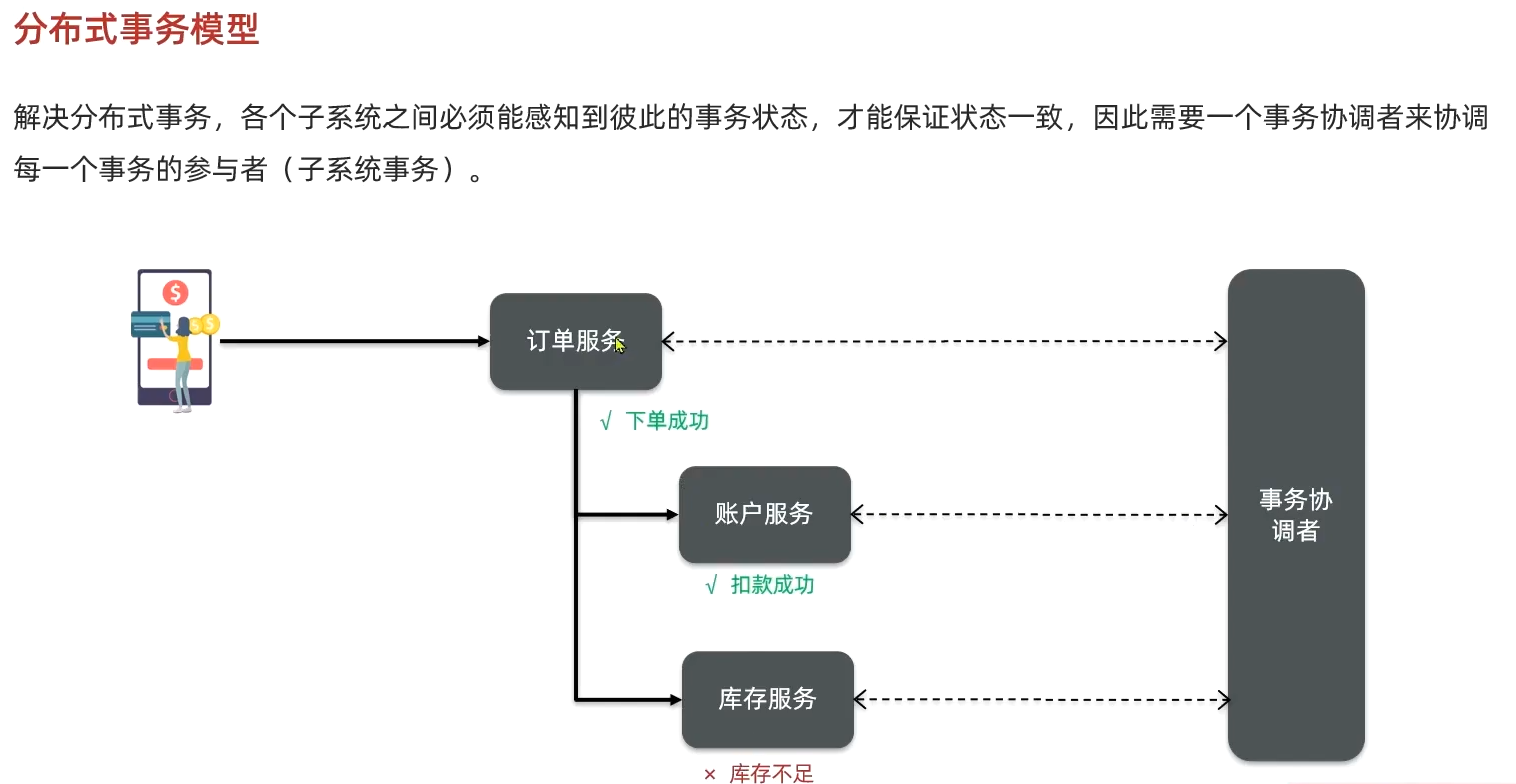 分布式事务模型
解决分布式事务，各个子系统之间必须能感知到彼此的事务状态，才能保证状态一致，因此需要一个事务协调者来协调
每一个事务的参与者（子系统事务）。
$
$
$
订单服务
√ 下单成功
账户服务
√ 扣款成功
事务协
调者
库存服务
× 库存不足